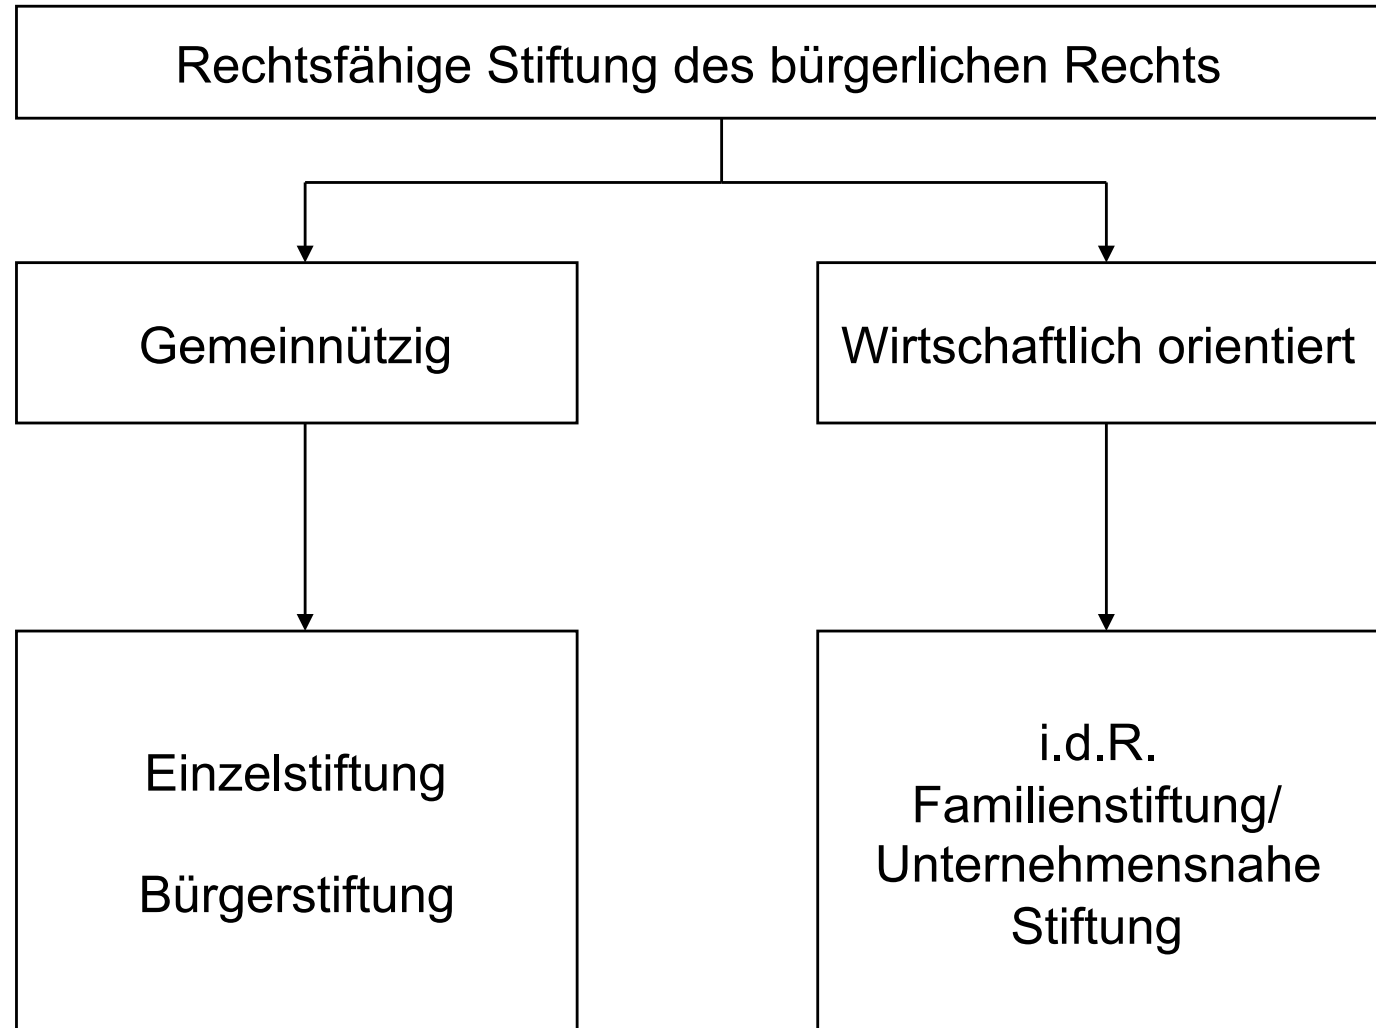 Rechtsfähige Stiftung des bürgerlichen Rechts
Gemeinnützig
Wirtschaftlich orientiert
Einzelstiftung
Bürgerstiftung
i.d.R.
Familienstiftung/
Unternehmensnahe
Stiftung